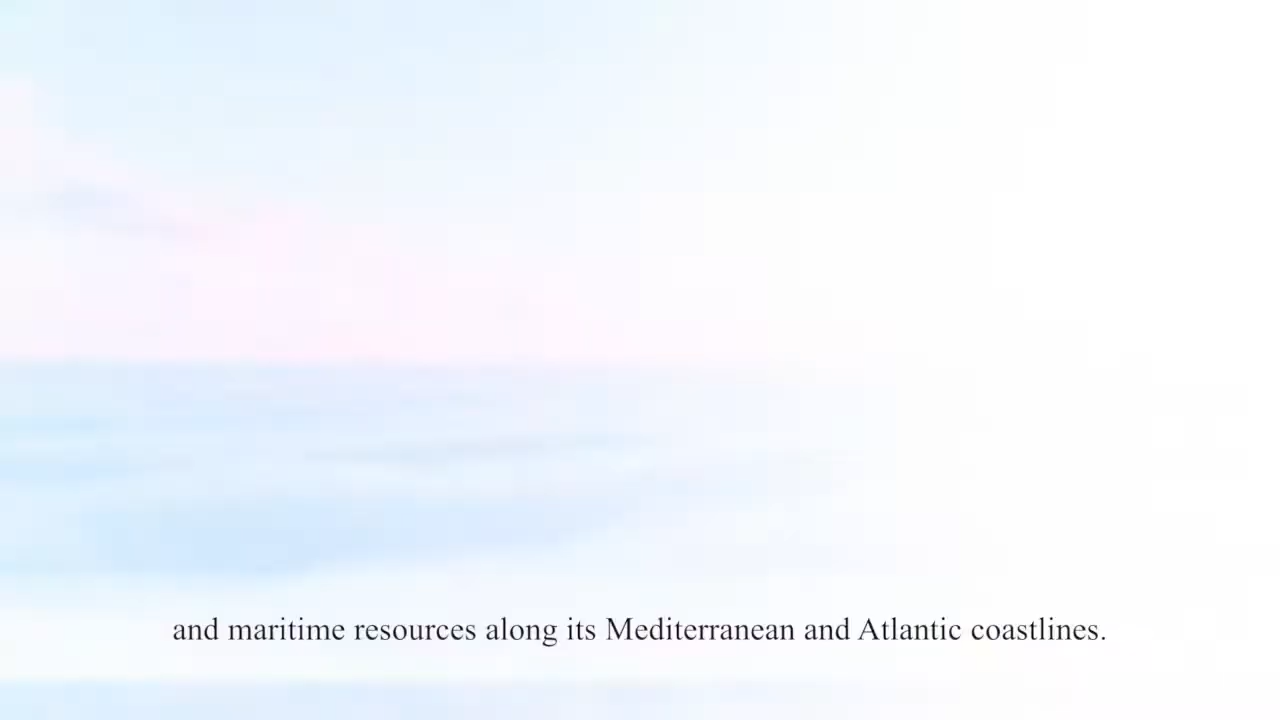 and maritime resources along its Mediterranean and Atlantic coastlines.